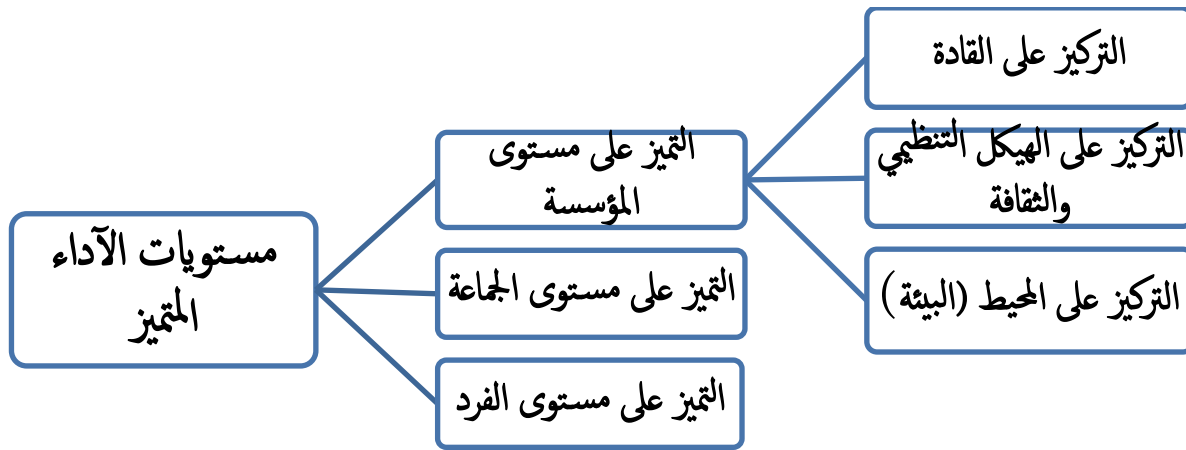 مستويات الآداء
المتميز
التميز على مستوى
المؤسسة
التميز على مستوى الجماعة
التميز على مستوى الفرد
التركيز على القادة
التركيز على الهيكل التنظيمي
والثقافة
التركيز على المحيط (البيئة)